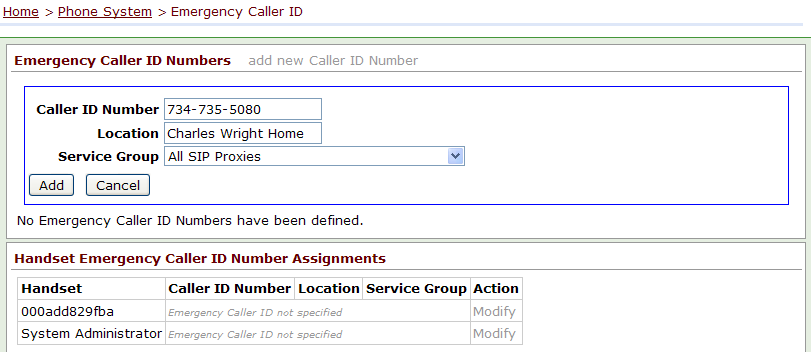 Home > Phone System > Emergency Caller ID
Emergency Caller ID Numbers add new Caller ID Number
Caller ID Number 734-735-5080
Location Charles Wright Home
Service Group All SIP Proxies
Add Cancel
No Emergency Caller ID Numbers have been defined.
Handset Emergency Caller ID Number Assignments
Handset Caller ID Number Location Service Group Action
000add829fba Emergency Caller ID not specified Modify
System Administrator Emergency Caller ID not specified Modify